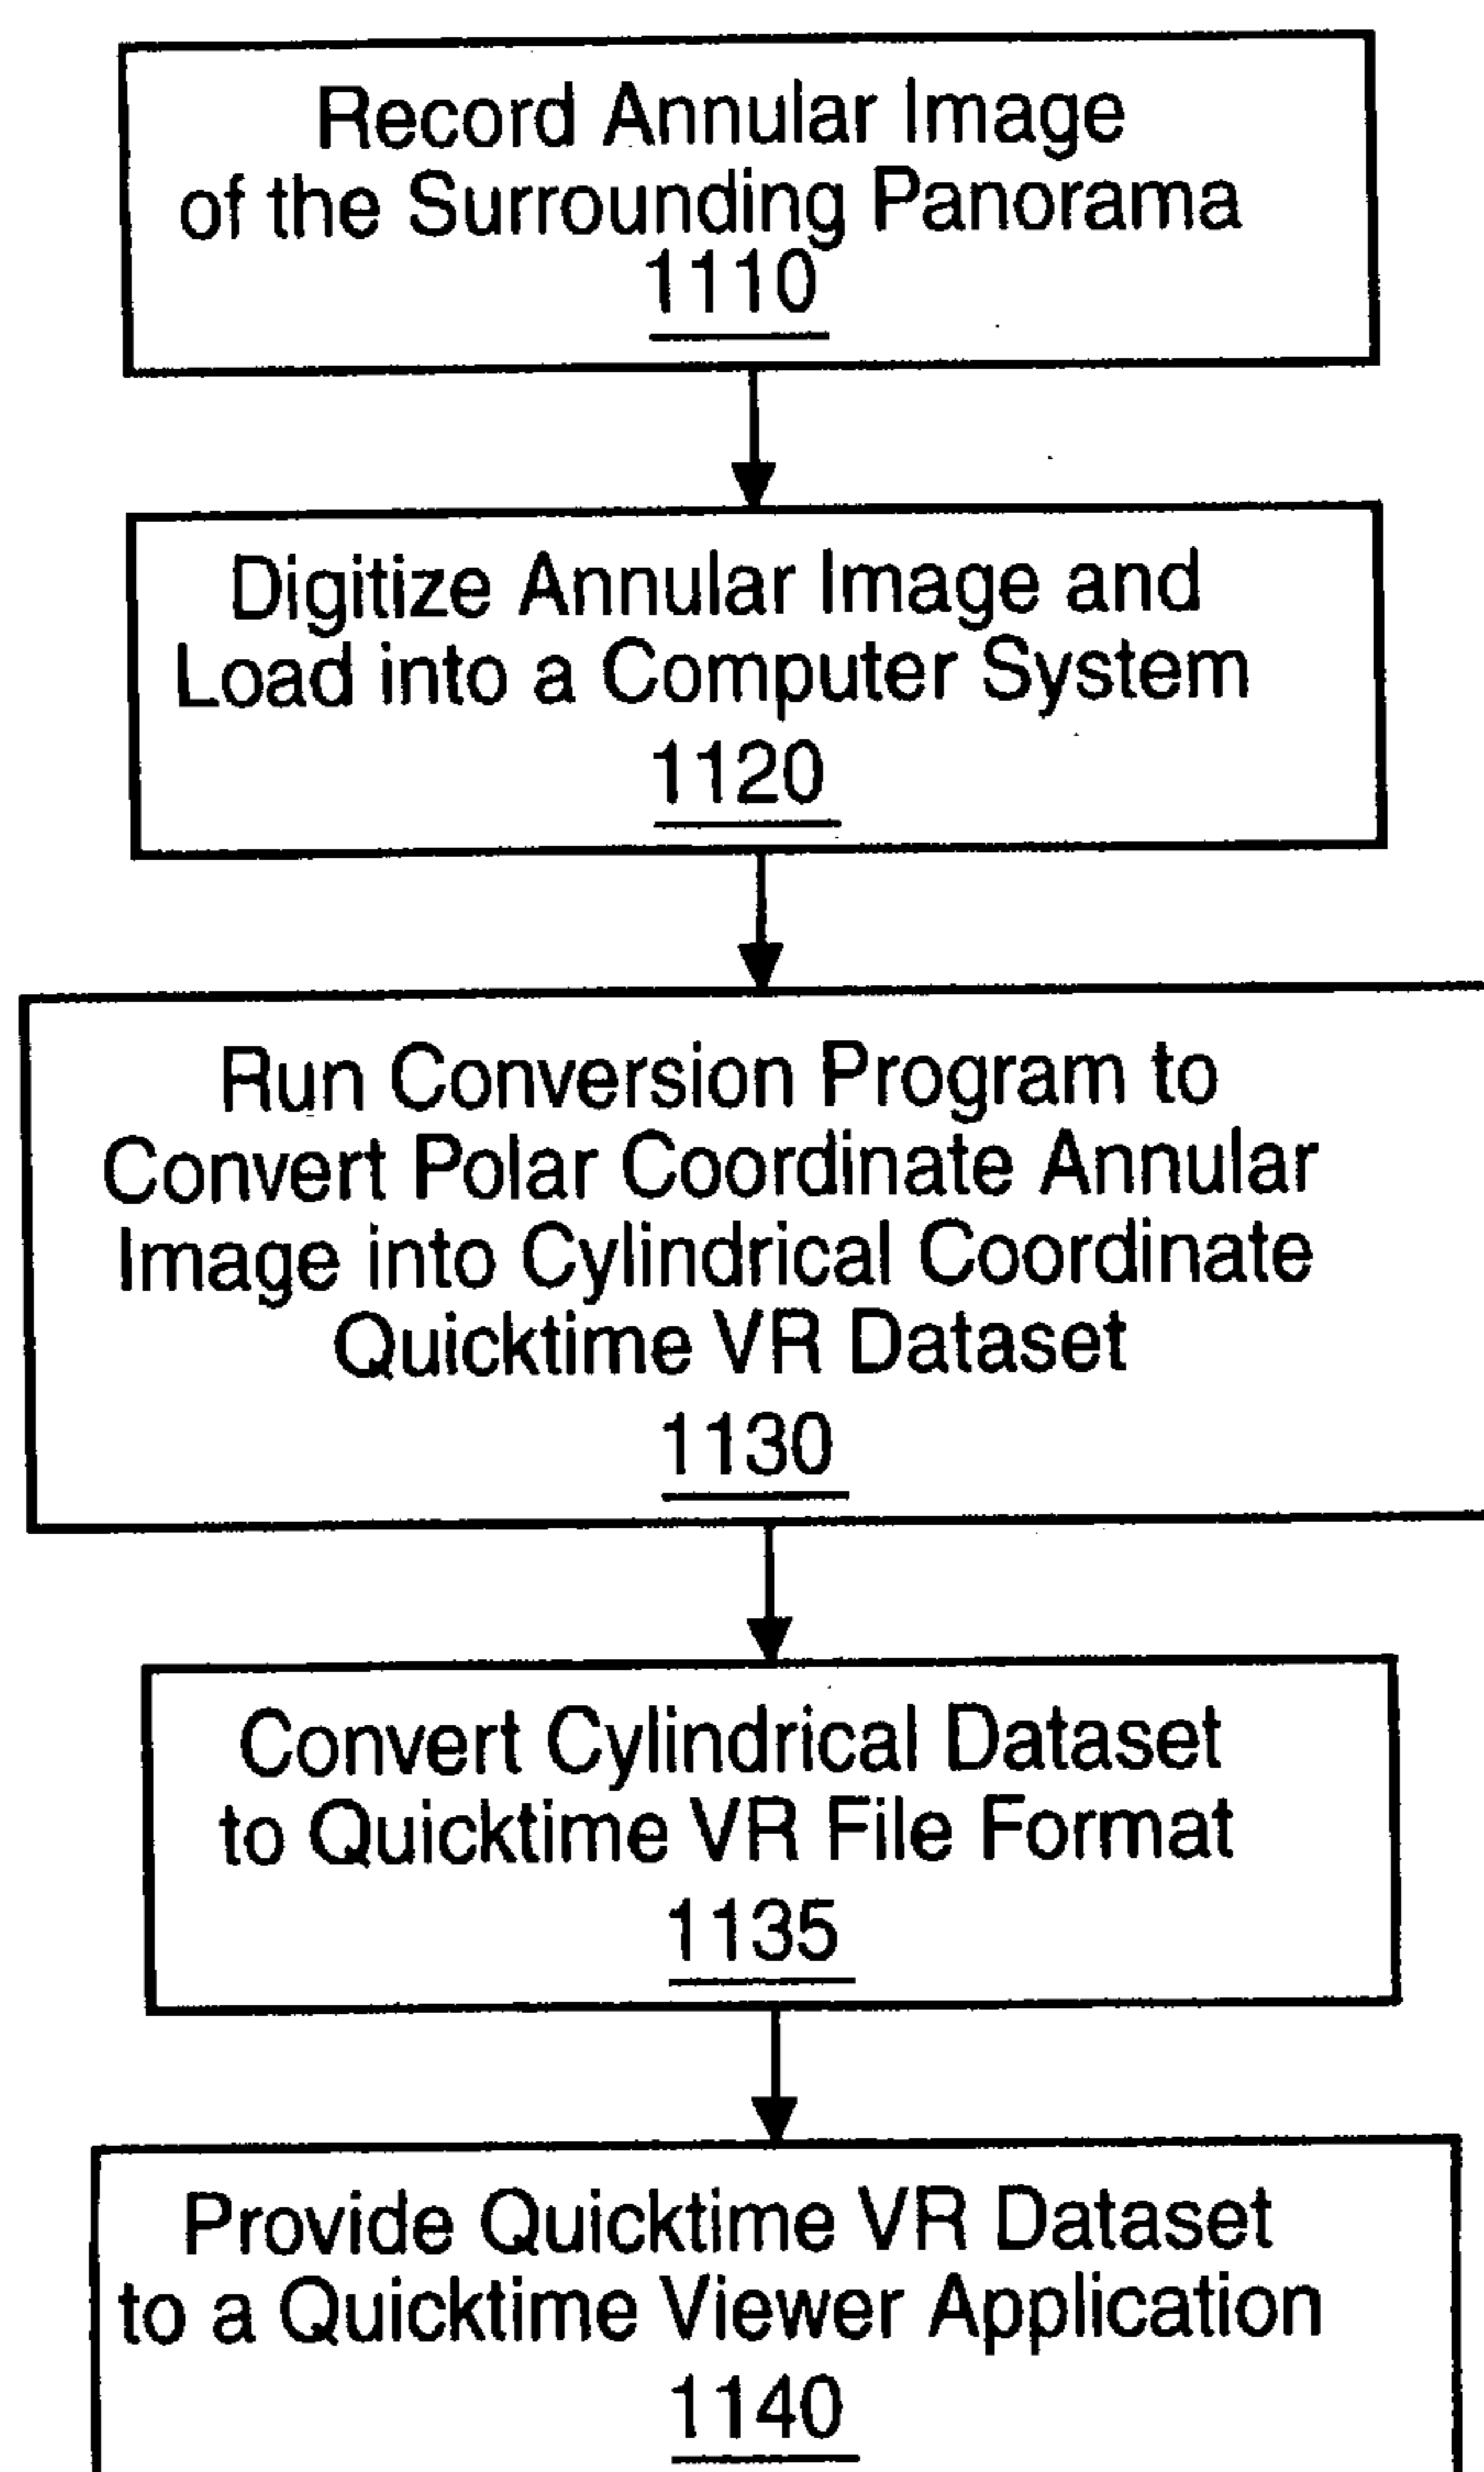 Record Annular Image
of the Surrounding Panorama
1110
Digitize Annular Image and
Load into a Computer System
1120
Run Conversion Program to
Convert Polar Coordinate Annular
Image into Cylindrical Coordinate
Quicktime VR Dataset
1130
Convert Cylindrical Dataset
to Quicktime VR File Format
1135
Provide Quicktime VR Dataset
to a Quicktime Viewer Application
1140